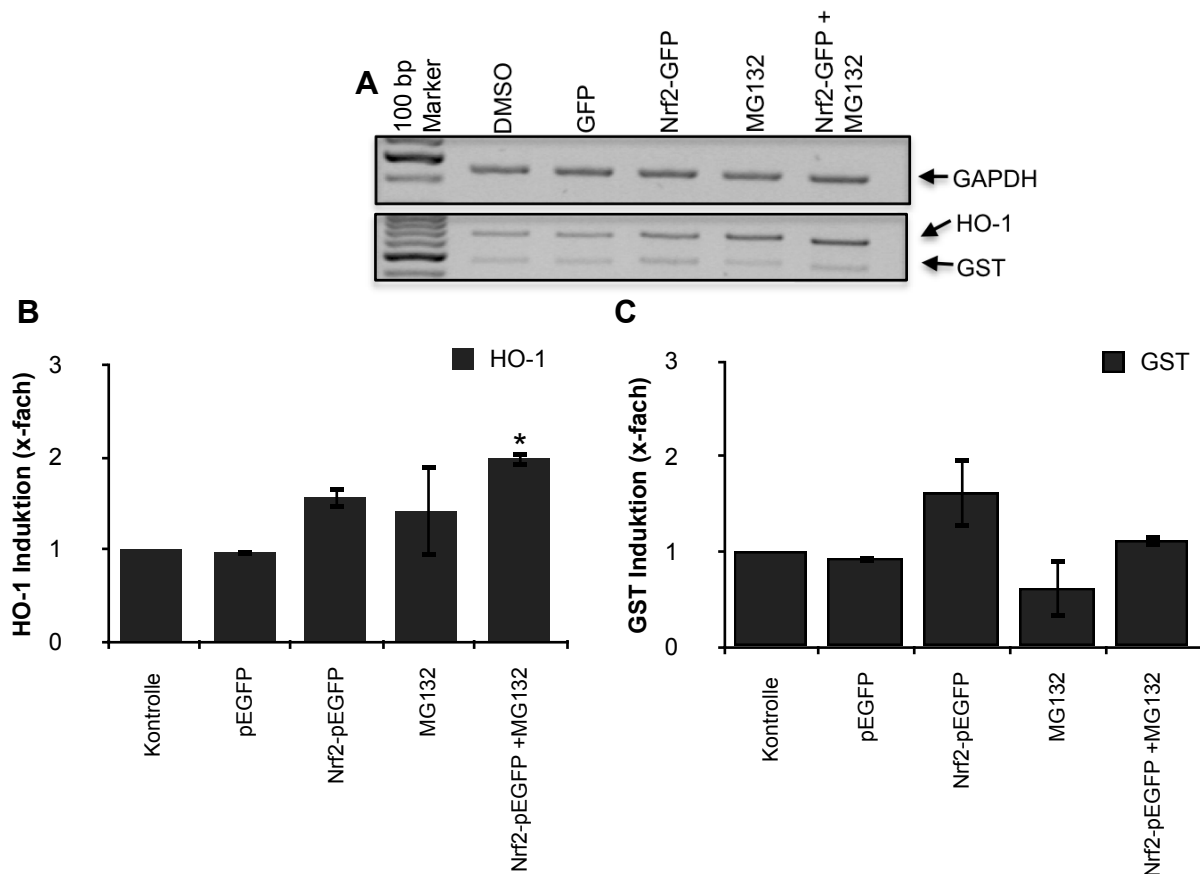 A
100 bp
Marker
DMSO
GFP
Nrf2-GFP
MG132
Nrf2-GFP +
MG132
GAPDH
HO-1
GST
B
HO-1 Induktion (x-fach)
3
2
1
0
HO-1
*
Kontrolle
pEGFP
Nrf2-pEGFP
MG132
Nrf2-pEGFP +MG132
C
GST Induktion (x-fach)
3
2
1
0
GST
Kontrolle
pEGFP
Nrf2-pEGFP
MG132
Nrf2-pEGFP +MG132